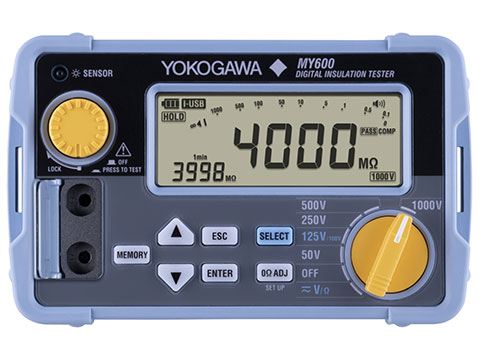 SENSOR
YOKOGAWA
MY600
DIGITAL INSULATION TESTER
I-USB
HOLD
∞ 1000 500 100 50 10 5 1 .5 .1 0
PASS COMP
4000 MΩ
1min
3998 MΩ
1000V
LOCK
OFF
PRESS TO TEST
500V
1000V
250V
125V/100V
50V
OFF
V/Ω
ESC
SELECT
MEMORY
ENTER
0Ω ADJ
SET UP